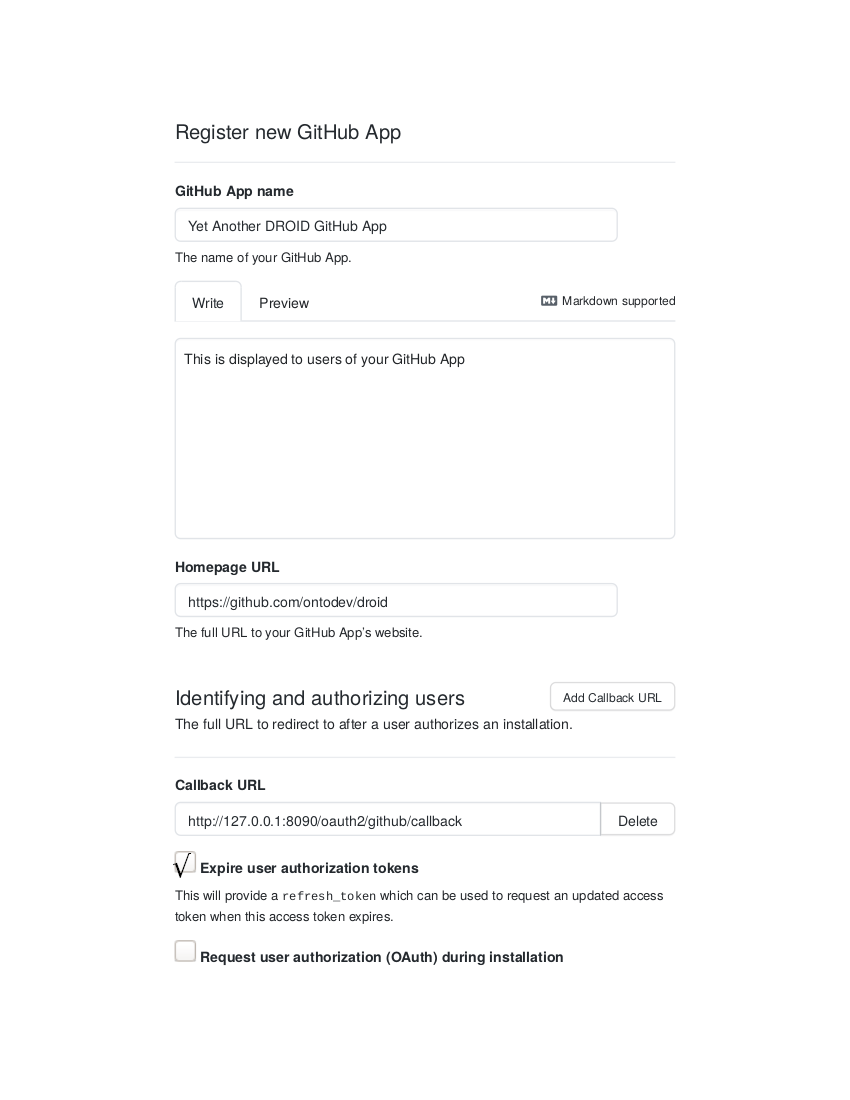 Register new GitHub App
GitHub App name
Yet Another DROID GitHub App
The name of your GitHub App.
Write Preview Markdown supported
This is displayed to users of your GitHub App
Homepage URL
https://github.com/ontodev/droid
The full URL to your GitHub App's website.
Identifying and authorizing users Add Callback URL
The full URL to redirect to after a user authorizes an installation.
Callback URL
http://127.0.0.1:8090/oauth2/github/callback Delete
√ Expire user authorization tokens
This will provide a refresh_token which can be used to request an updated access
token when this access token expires.
Request user authorization (OAuth) during installation